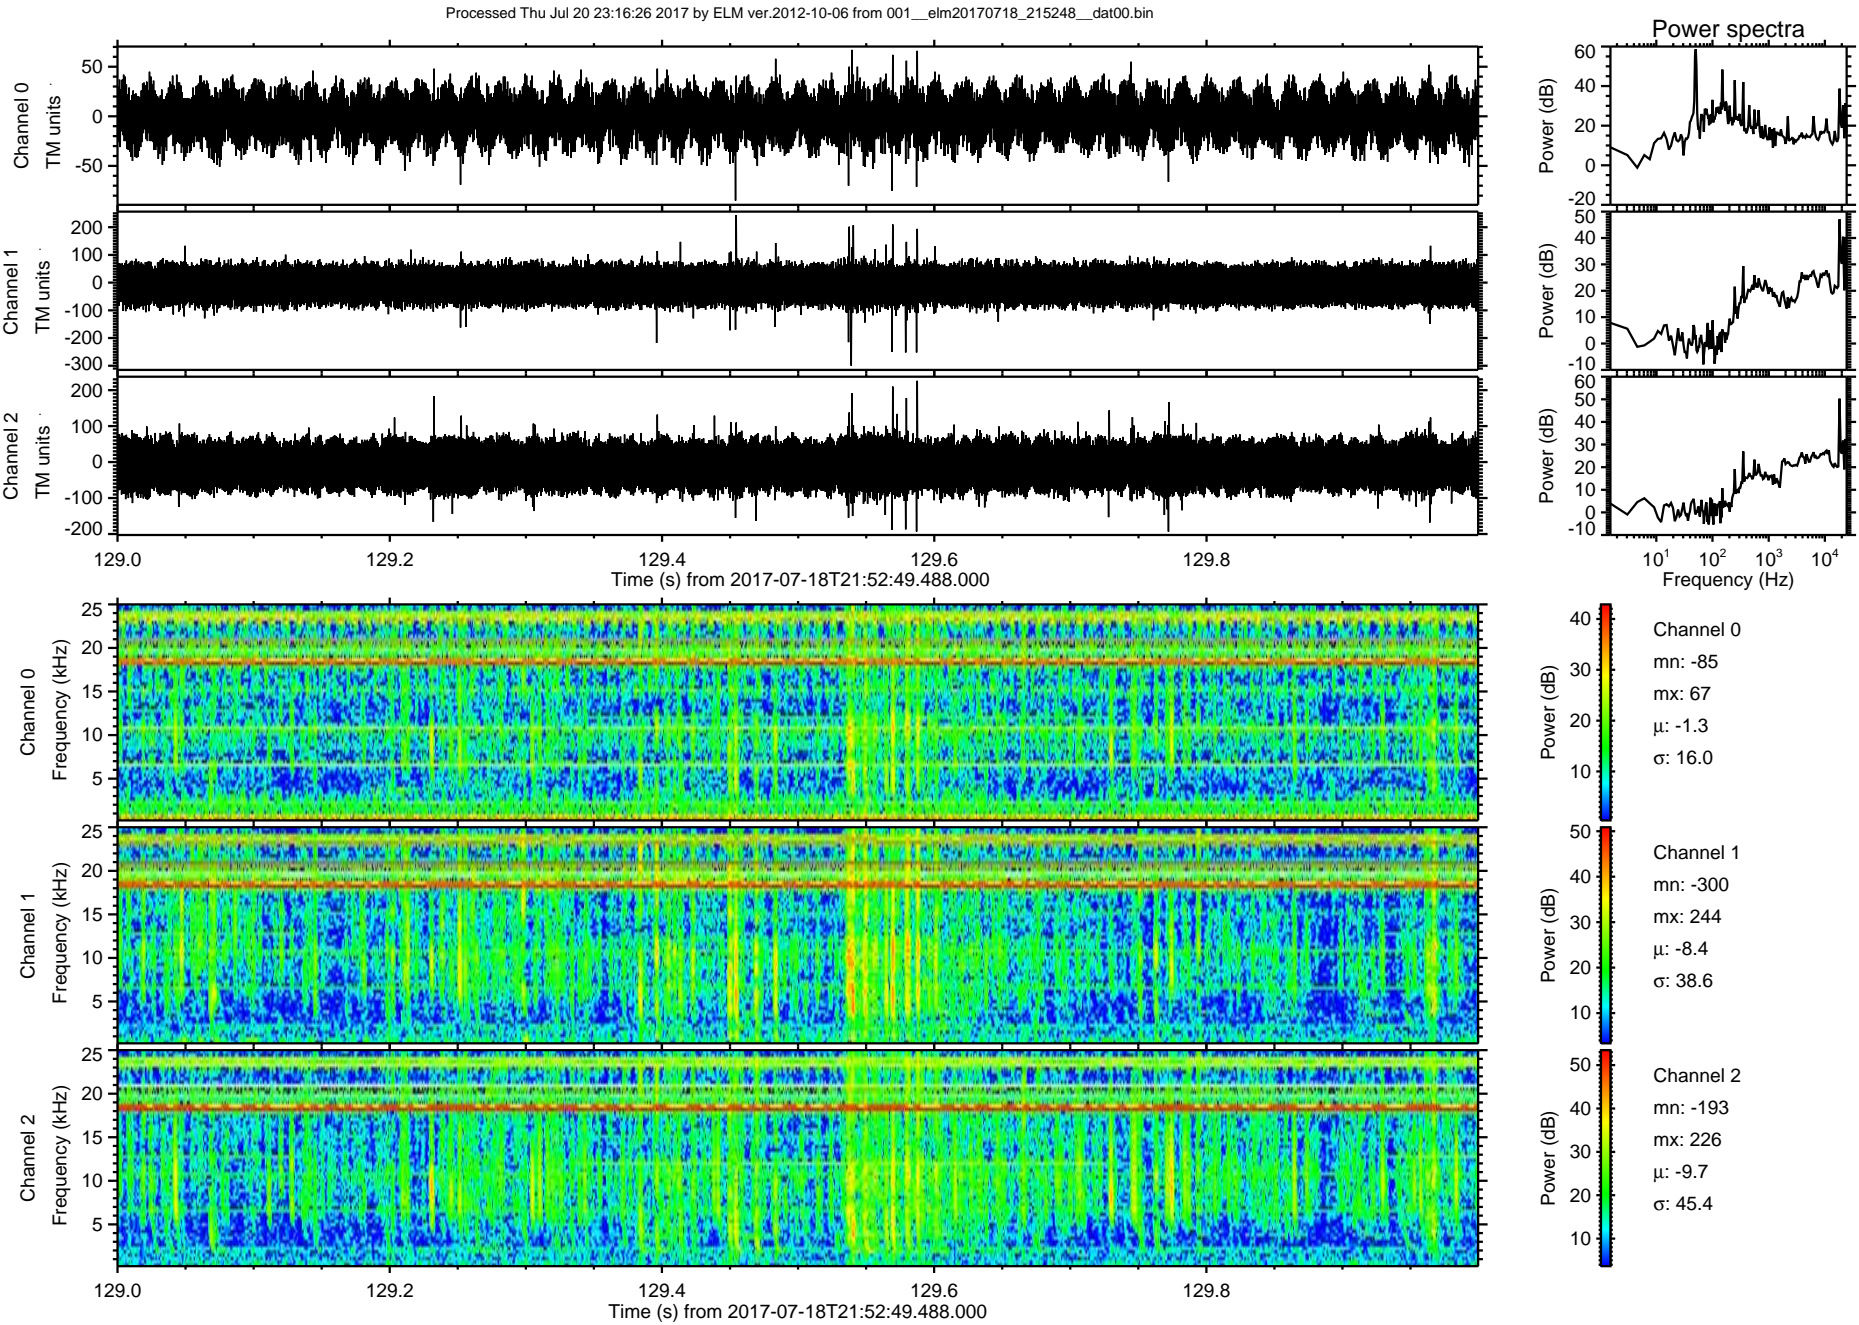 Processed Thu Jul 20 23:16:26 2017 by ELM ver.2012-10-06 from 001__elm20170718_215248__dat00.bin
Power spectra
Channel 0
TM units
50
0
-50
Power (dB)
60
40
20
0
-20
Channel 1
TM units
200
100
0
-100
-200
-300
Power (dB)
50
40
30
20
10
0
-10
Channel 2
TM units
200
100
0
-100
-200
Power (dB)
60
50
40
30
20
10
0
-10
129.0 129.2 129.4 129.6 129.8
Time (s) from 2017-07-18T21:52:49.488.000
10^1 10^2 10^3 10^4
Frequency (Hz)
Channel 0
Frequency (kHz)
25
20
15
10
5
Power (dB)
40
30
20
10
Channel 0
mn: -85
mx: 67
μ: -1.3
σ: 16.0
Channel 1
Frequency (kHz)
25
20
15
10
5
Power (dB)
50
40
30
20
10
Channel 1
mn: -300
mx: 244
μ: -8.4
σ: 38.6
Channel 2
Frequency (kHz)
25
20
15
10
5
Power (dB)
50
40
30
20
10
Channel 2
mn: -193
mx: 226
μ: -9.7
σ: 45.4
129.0 129.2 129.4 129.6 129.8
Time (s) from 2017-07-18T21:52:49.488.000